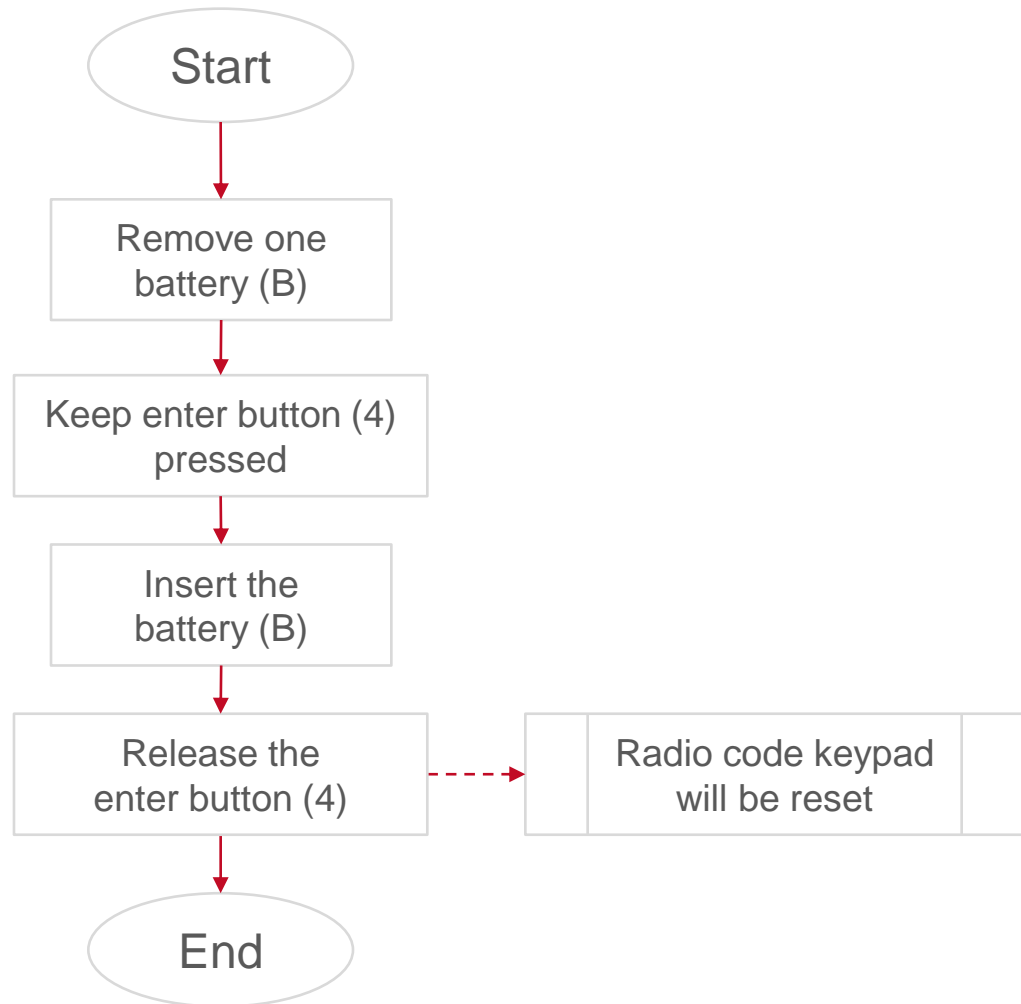 Start
Remove one
battery (B)
Keep enter button (4)
pressed
Insert the
battery (B)
Release the
enter button (4)
Radio code keypad
will be reset
End